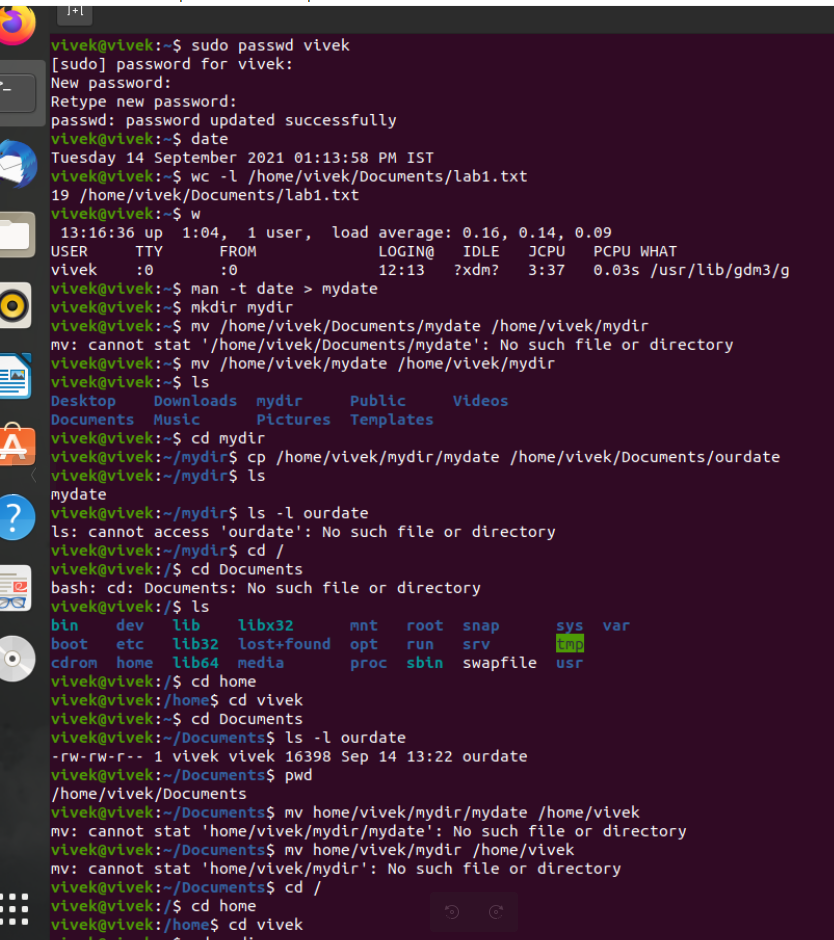 vivek@vivek:~$ sudo passwd vivek
[sudo] password for vivek:
New password:
Retype new password:
passwd: password updated successfully
vivek@vivek:~$ date
Tuesday 14 September 2021 01:13:58 PM IST
vivek@vivek:~$ wc -l /home/vivek/Documents/lab1.txt
19 /home/vivek/Documents/lab1.txt
vivek@vivek:~$ w
 13:16:36 up  1:04,  1 user,  load average: 0.16, 0.14, 0.09
USER     TTY      FROM             LOGIN@   IDLE   JCPU   PCPU WHAT
vivek    :0       :0               12:13   ?xdm?   3:37   0.03s /usr/lib/gdm3/g
vivek@vivek:~$ man -t date > mydate
vivek@vivek:~$ mkdir mydir
vivek@vivek:~$ mv /home/vivek/Documents/mydate /home/vivek/mydir
mv: cannot stat '/home/vivek/Documents/mydate': No such file or directory
vivek@vivek:~$ mv /home/vivek/mydate /home/vivek/mydir
vivek@vivek:~$ ls
Desktop    Downloads  mydir     Public     Videos
Documents  Music      Pictures  Templates
vivek@vivek:~$ cd mydir
vivek@vivek:~/mydir$ cp /home/vivek/mydir/mydate /home/vivek/Documents/ourdate
vivek@vivek:~/mydir$ ls
mydate
vivek@vivek:~/mydir$ ls -l ourdate
ls: cannot access 'ourdate': No such file or directory
vivek@vivek:~/mydir$ cd /
vivek@vivek:/$ cd Documents
bash: cd: Documents: No such file or directory
vivek@vivek:/$ ls
bin    dev   lib    libx32      mnt   root  snap      sys  var
boot   etc   lib32  lost+found  opt   run   srv       tmp
cdrom  home  lib64  media       proc  sbin  swapfile  usr
vivek@vivek:/$ cd home
vivek@vivek:/home$ cd vivek
vivek@vivek:~$ cd Documents
vivek@vivek:~/Documents$ ls -l ourdate
-rw-rw-r-- 1 vivek vivek 16398 Sep 14 13:22 ourdate
vivek@vivek:~/Documents$ pwd
/home/vivek/Documents
vivek@vivek:~/Documents$ mv home/vivek/mydir/mydate /home/vivek
mv: cannot stat 'home/vivek/mydir/mydate': No such file or directory
vivek@vivek:~/Documents$ mv home/vivek/mydir /home/vivek
mv: cannot stat 'home/vivek/mydir': No such file or directory
vivek@vivek:~/Documents$ cd /
vivek@vivek:/$ cd home
vivek@vivek:/home$ cd vivek